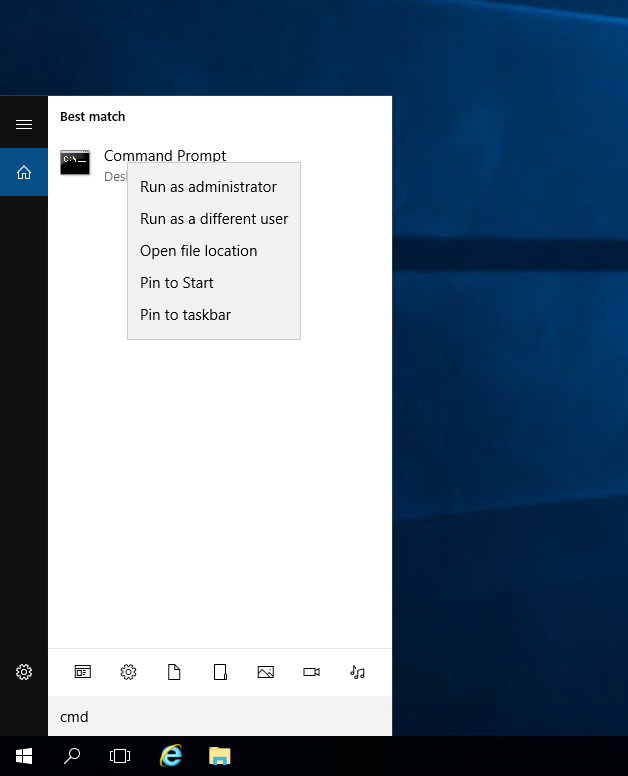 Best match
Command Prompt
Run as administrator
Run as a different user
Open file location
Pin to Start
Pin to taskbar
cmd